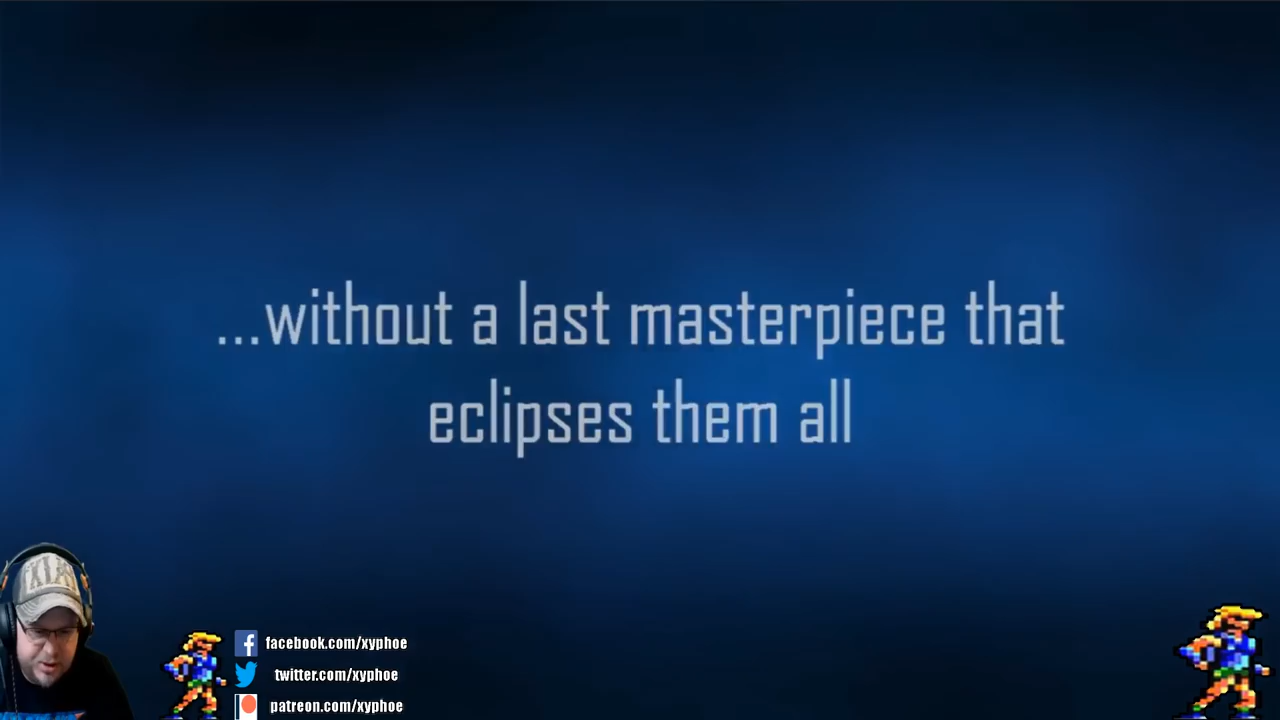 ...without a last masterpiece that
eclipses them all
facebook.com/xyphoe
twitter.com/xyphoe
patreon.com/xyphoe